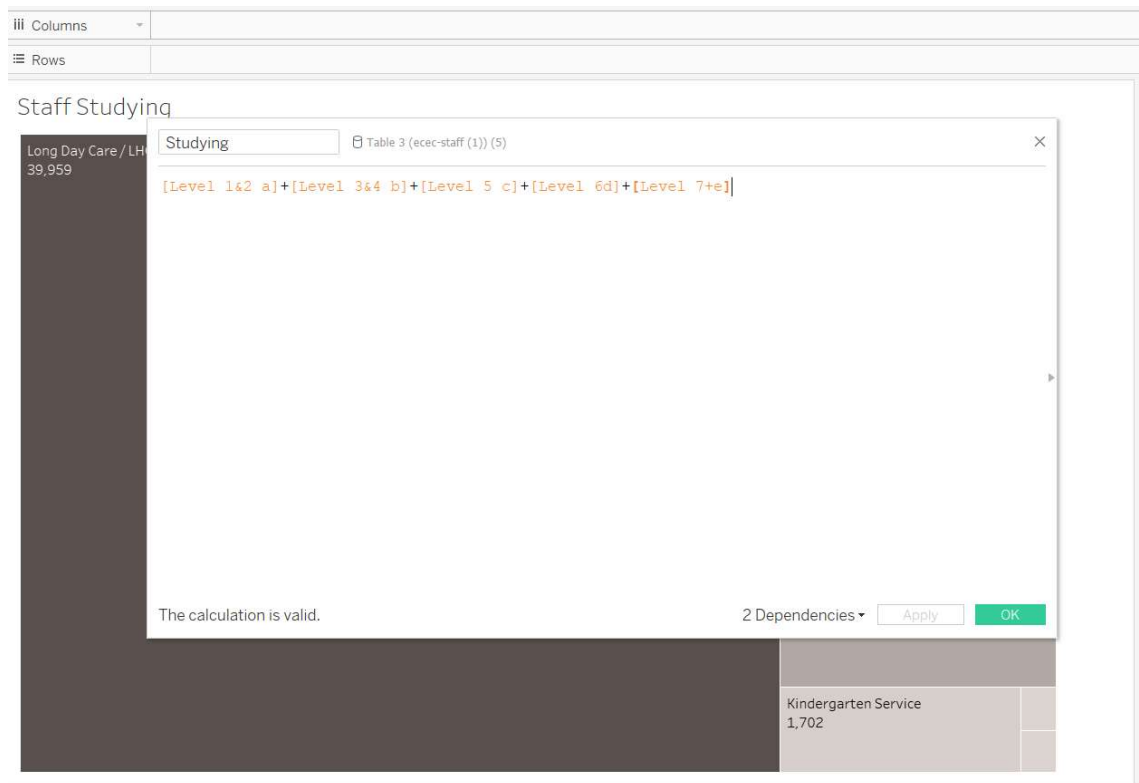 Columns
Rows
Staff Studying
Long Day Care / LH
39,959
Studying
Table 3 (ecec-staff (1)) (5)
[Level 1&2 a]+[Level 3&4 b]+[Level 5 c]+[Level 6d]+[Level 7+e]
The calculation is valid.
2 Dependencies
Apply
OK
Kindergarten Service
1,702